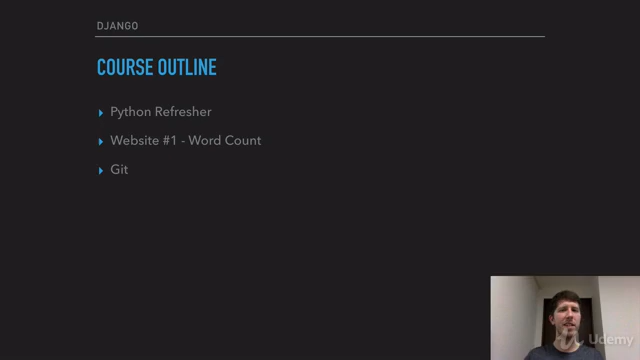 DJANGO
COURSE OUTLINE
Python Refresher
Website #1 - Word Count
Git
Udemy